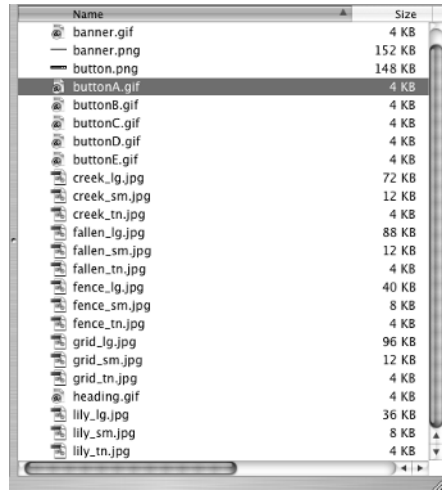 Name Size
banner.gif 4 KB
banner.png 152 KB
button.png 148 KB
buttonA.gif 4 KB
buttonB.gif 4 KB
buttonC.gif 4 KB
buttonD.gif 4 KB
buttonE.gif 4 KB
creek_lg.jpg 72 KB
creek_sm.jpg 12 KB
creek_tn.jpg 4 KB
fallen_lg.jpg 88 KB
fallen_sm.jpg 12 KB
fallen_tn.jpg 4 KB
fence_lg.jpg 40 KB
fence_sm.jpg 8 KB
fence_tn.jpg 4 KB
grid_lg.jpg 96 KB
grid_sm.jpg 12 KB
grid_tn.jpg 4 KB
heading.gif 4 KB
lily_lg.jpg 36 KB
lily_sm.jpg 8 KB
lily_tn.jpg 4 KB